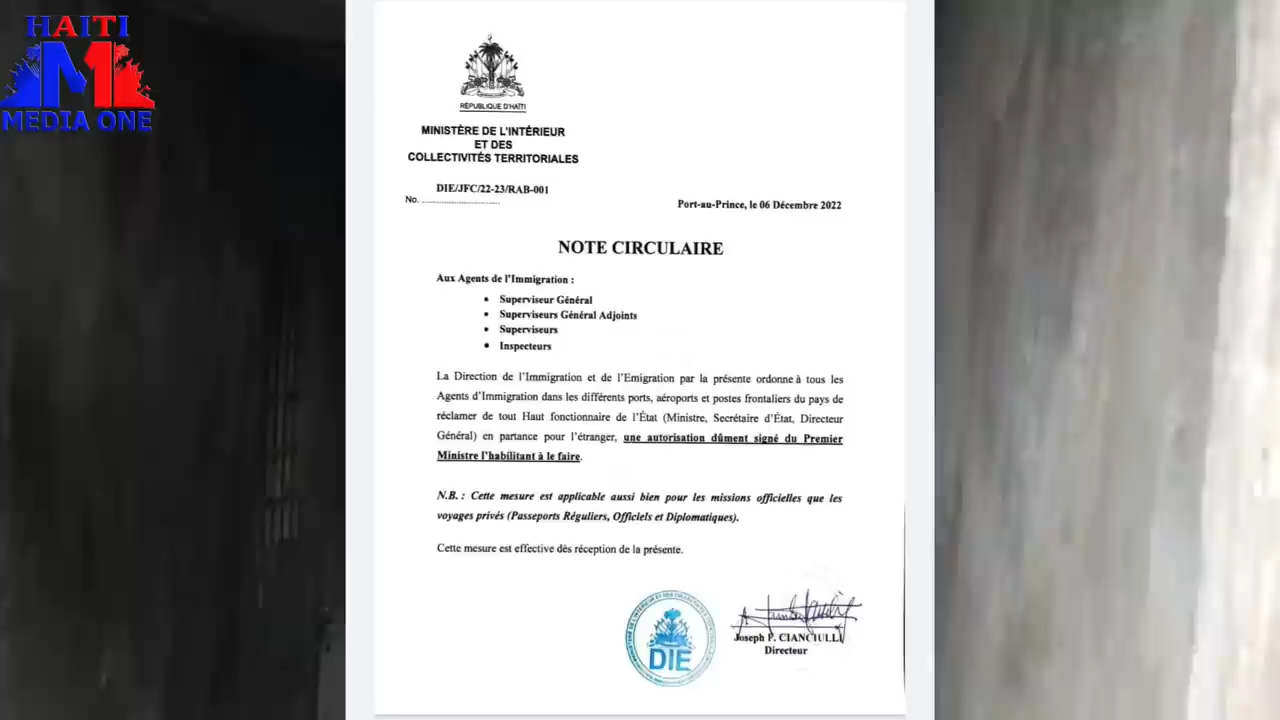 HAITI
M1
MEDIA ONE
RÉPUBLIQUE D'HAÏTI
MINISTÈRE DE L'INTÉRIEUR
ET DES
COLLECTIVITÉS TERRITORIALES
DIE/JFC/22-23/RAB-001
No. ................................
Port-au-Prince, le 06 Décembre 2022
NOTE CIRCULAIRE
Aux Agents de l'Immigration :
• Superviseur Général
• Superviseurs Général Adjoints
• Superviseurs
• Inspecteurs
La Direction de l'Immigration et de l'Emigration par la présente ordonne à tous les
Agents d'Immigration dans les différents ports, aéroports et postes frontaliers du pays de
réclamer de tout Haut fonctionnaire de l'État (Ministre, Secrétaire d'État, Directeur
Général) en partance pour l'étranger, une autorisation dûment signé du Premier
Ministre l'habilitant à le faire.
N.B. : Cette mesure est applicable aussi bien pour les missions officielles que les
voyages privés (Passeports Réguliers, Officiels et Diplomatiques).
Cette mesure est effective dès réception de la présente.
DIE
Joseph P. CIANCIULLI
Directeur